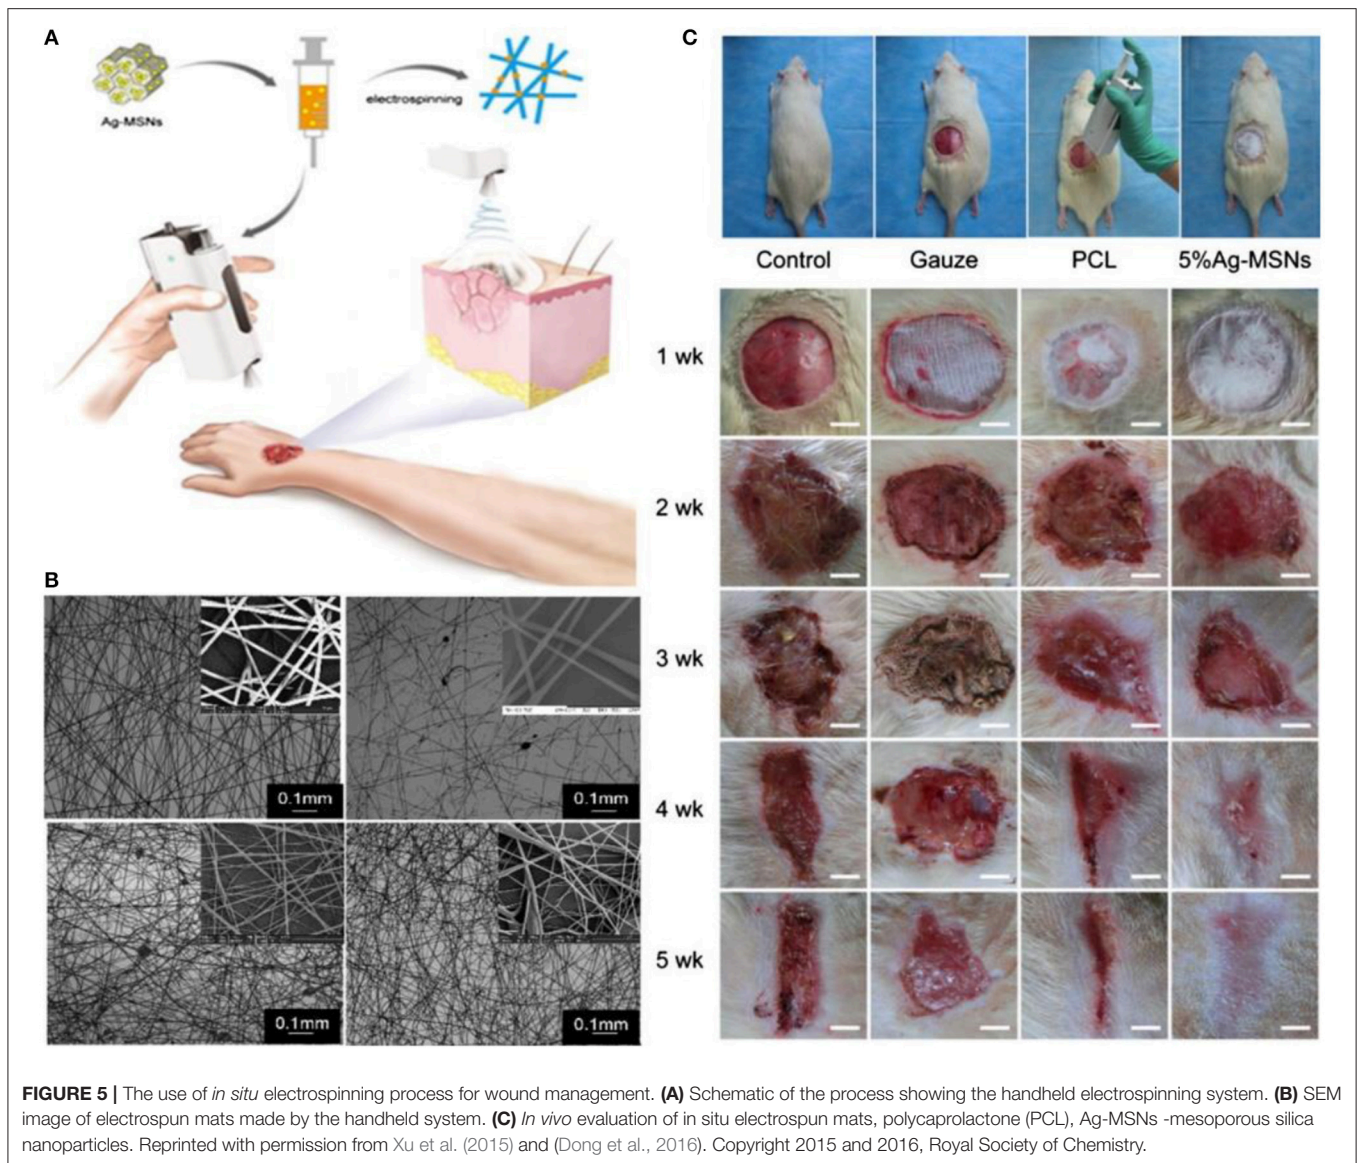 A
Ag-MSNs
electrospinning
B
0.1mm
0.1mm
0.1mm
0.1mm
C
Control Gauze PCL 5%Ag-MSNs
1 wk
2 wk
3 wk
4 wk
5 wk
FIGURE 5 | The use of in situ electrospinning process for wound management. (A) Schematic of the process showing the handheld electrospinning system. (B) SEM
image of electrospun mats made by the handheld system. (C) In vivo evaluation of in situ electrospun mats, polycaprolactone (PCL), Ag-MSNs -mesoporous silica
nanoparticles. Reprinted with permission from Xu et al. (2015) and (Dong et al., 2016). Copyright 2015 and 2016, Royal Society of Chemistry.